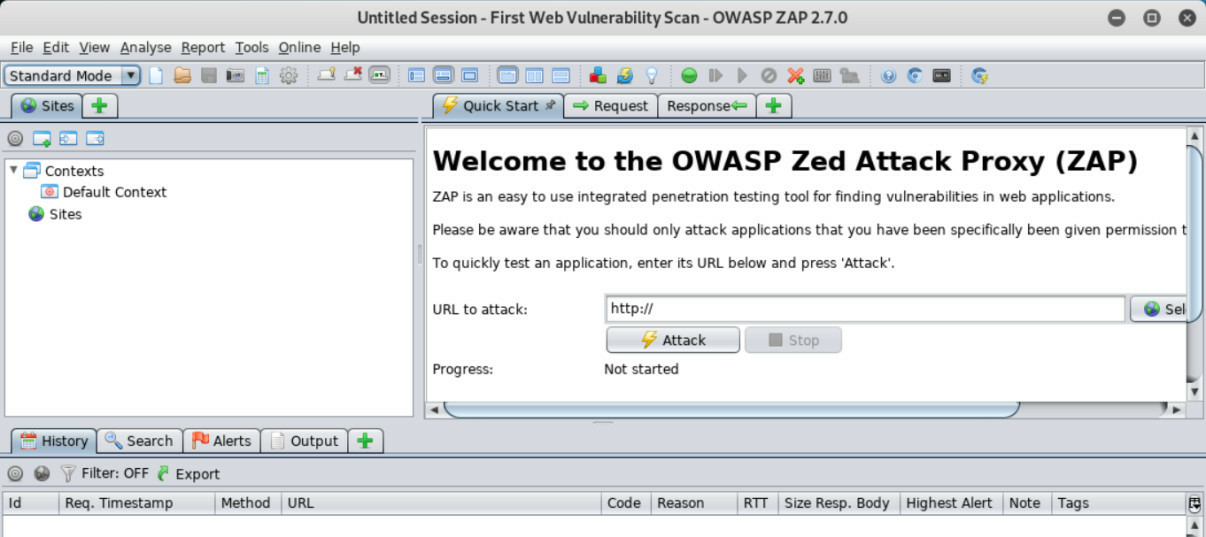 Untitled Session - First Web Vulnerability Scan - OWASP ZAP 2.7.0
File Edit View Analyse Report Tools Online Help
Standard Mode
Sites
Quick Start Request Response
Contexts
Default Context
Sites
Welcome to the OWASP Zed Attack Proxy (ZAP)
ZAP is an easy to use integrated penetration testing tool for finding vulnerabilities in web applications.
Please be aware that you should only attack applications that you have been specifically been given permission t
To quickly test an application, enter its URL below and press 'Attack'.
URL to attack: http:// Sel
Attack Stop
Progress: Not started
History Search Alerts Output
Filter: OFF Export
Id Req. Timestamp Method URL Code Reason RTT Size Resp. Body Highest Alert Note Tags